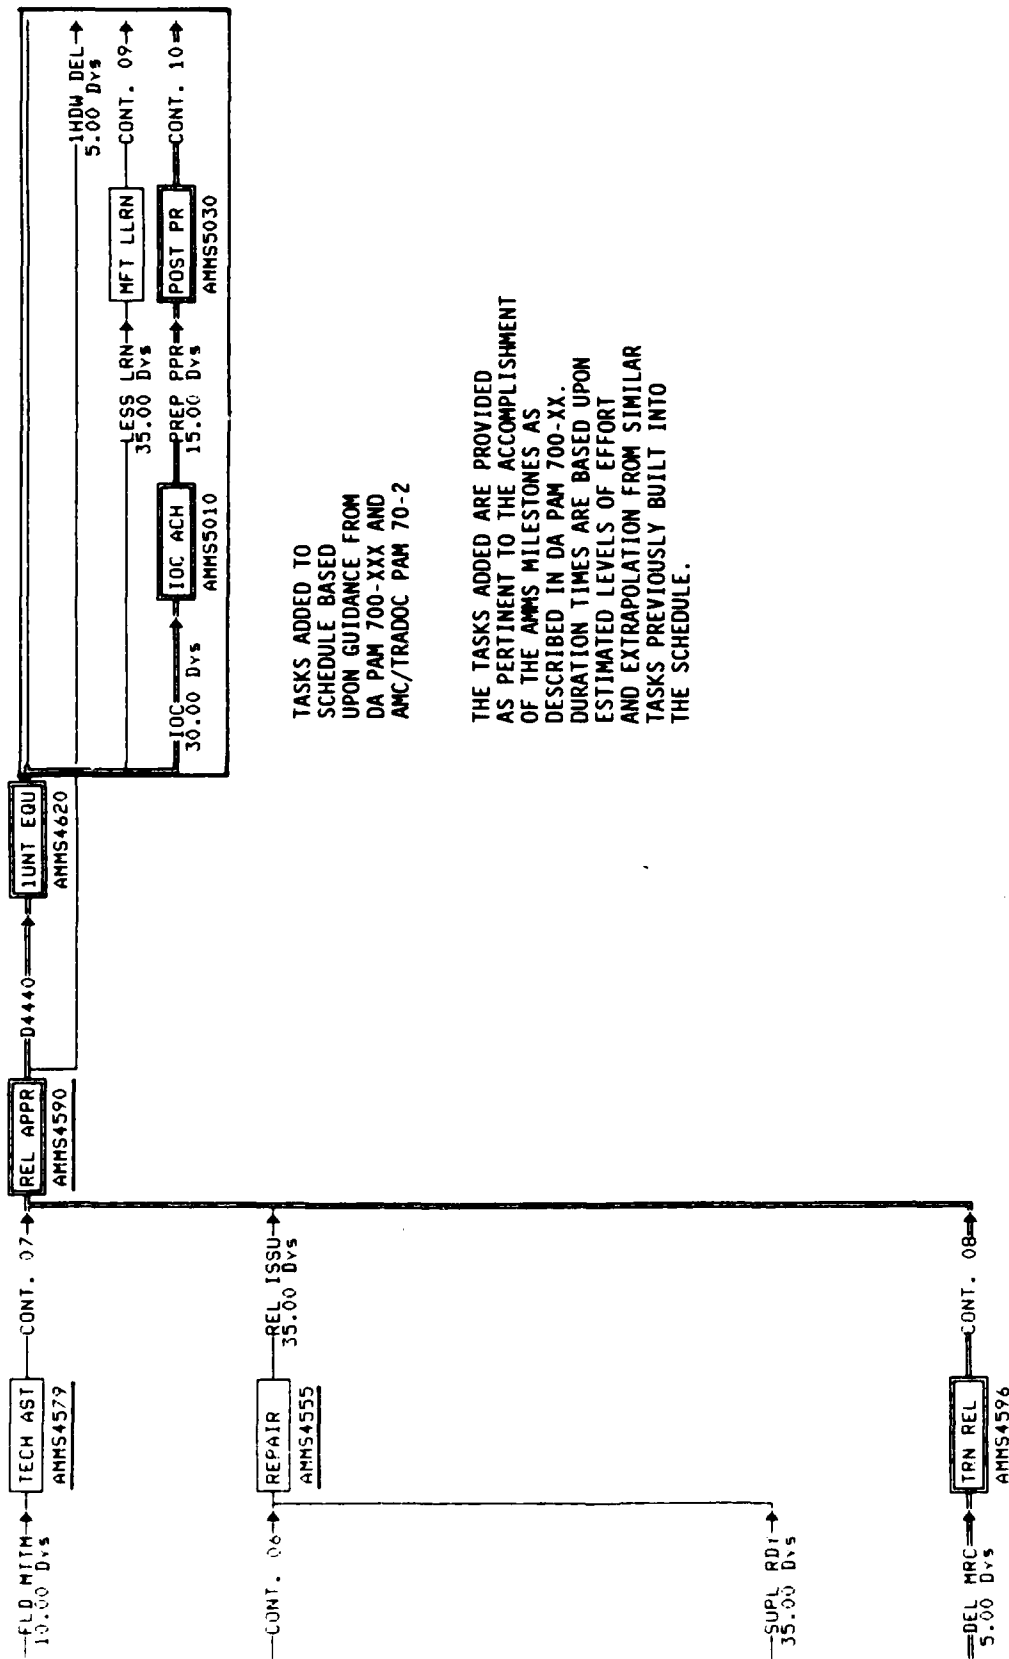 FLD MTTM
10.00 Dys
TECH AST
AMMS4579
CONT. 07
REL APPR
AMMS4590
D4440
1UNT EQU
AMMS4620
1HDW DEL
5.00 Dys
LESS LRN
35.00 Dys
MFT LLRN
CONT. 09
IOC
30.00 Dys
IOC ACH
AMMS5010
PREP PPR
15.00 Dys
POST PR
AMMS5030
CONT. 10
CONT. 06
REPAIR
AMMS4555
REL ISSU
35.00 Dys
TASKS ADDED TO
SCHEDULE BASED
UPON GUIDANCE FROM
DA PAM 700-XXX AND
AMC/TRADOC PAM 70-2
THE TASKS ADDED ARE PROVIDED
AS PERTINENT TO THE ACCOMPLISHMENT
OF THE AMMS MILESTONES AS
DESCRIBED IN DA PAM 700-XX.
DURATION TIMES ARE BASED UPON
ESTIMATED LEVELS OF EFFORT
AND EXTRAPOLATION FROM SIMILAR
TASKS PREVIOUSLY BUILT INTO
THE SCHEDULE.
SUPL RDY
35.00 Dys
DEL MRC
5.00 Dys
TRN REL
AMMS4596
CONT. 08